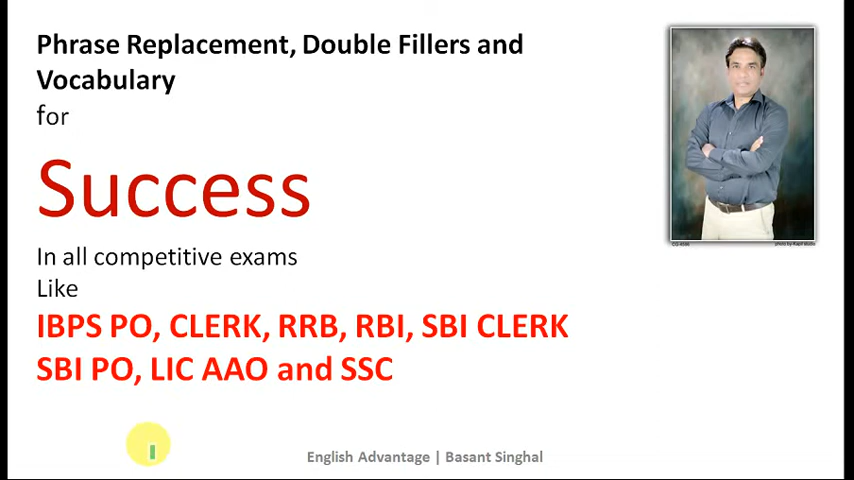 Phrase Replacement, Double Fillers and
Vocabulary
for
Success
In all competitive exams
Like
IBPS PO, CLERK, RRB, RBI, SBI CLERK
SBI PO, LIC AAO and SSC
English Advantage | Basant Singhal